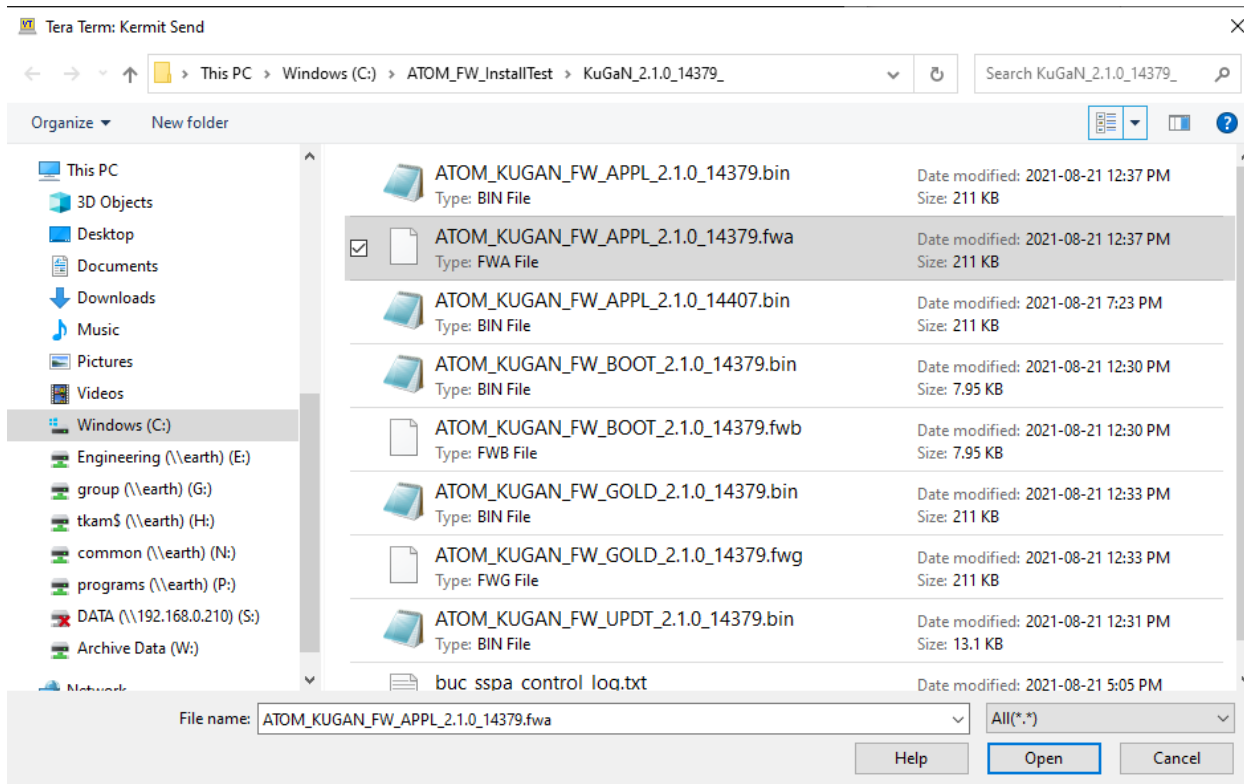 VT Tera Term: Kermit Send
This PC > Windows (C:) > ATOM_FW_InstallTest > KuGaN_2.1.0_14379_
Search KuGaN_2.1.0_14379_
Organize
New folder
?
This PC
3D Objects
Desktop
Documents
Downloads
Music
Pictures
Videos
Windows (C:)
Engineering (\\earth) (E:)
group (\\earth) (G:)
tkam$ (\\earth) (H:)
common (\\earth) (N:)
programs (\\earth) (P:)
DATA (\\192.168.0.210) (S:)
Archive Data (W:)
Network
ATOM_KUGAN_FW_APPL_2.1.0_14379.bin
Type: BIN File
Date modified: 2021-08-21 12:37 PM
Size: 211 KB
ATOM_KUGAN_FW_APPL_2.1.0_14379.fwa
Type: FWA File
Date modified: 2021-08-21 12:37 PM
Size: 211 KB
ATOM_KUGAN_FW_APPL_2.1.0_14407.bin
Type: BIN File
Date modified: 2021-08-21 7:23 PM
Size: 211 KB
ATOM_KUGAN_FW_BOOT_2.1.0_14379.bin
Type: BIN File
Date modified: 2021-08-21 12:30 PM
Size: 7.95 KB
ATOM_KUGAN_FW_BOOT_2.1.0_14379.fwb
Type: FWB File
Date modified: 2021-08-21 12:30 PM
Size: 7.95 KB
ATOM_KUGAN_FW_GOLD_2.1.0_14379.bin
Type: BIN File
Date modified: 2021-08-21 12:33 PM
Size: 211 KB
ATOM_KUGAN_FW_GOLD_2.1.0_14379.fwg
Type: FWG File
Date modified: 2021-08-21 12:33 PM
Size: 211 KB
ATOM_KUGAN_FW_UPDT_2.1.0_14379.bin
Type: BIN File
Date modified: 2021-08-21 12:31 PM
Size: 13.1 KB
buc_sspa_control_log.txt
Date modified: 2021-08-21 5:05 PM
File name: ATOM_KUGAN_FW_APPL_2.1.0_14379.fwa
All(*.*)
Help
Open
Cancel